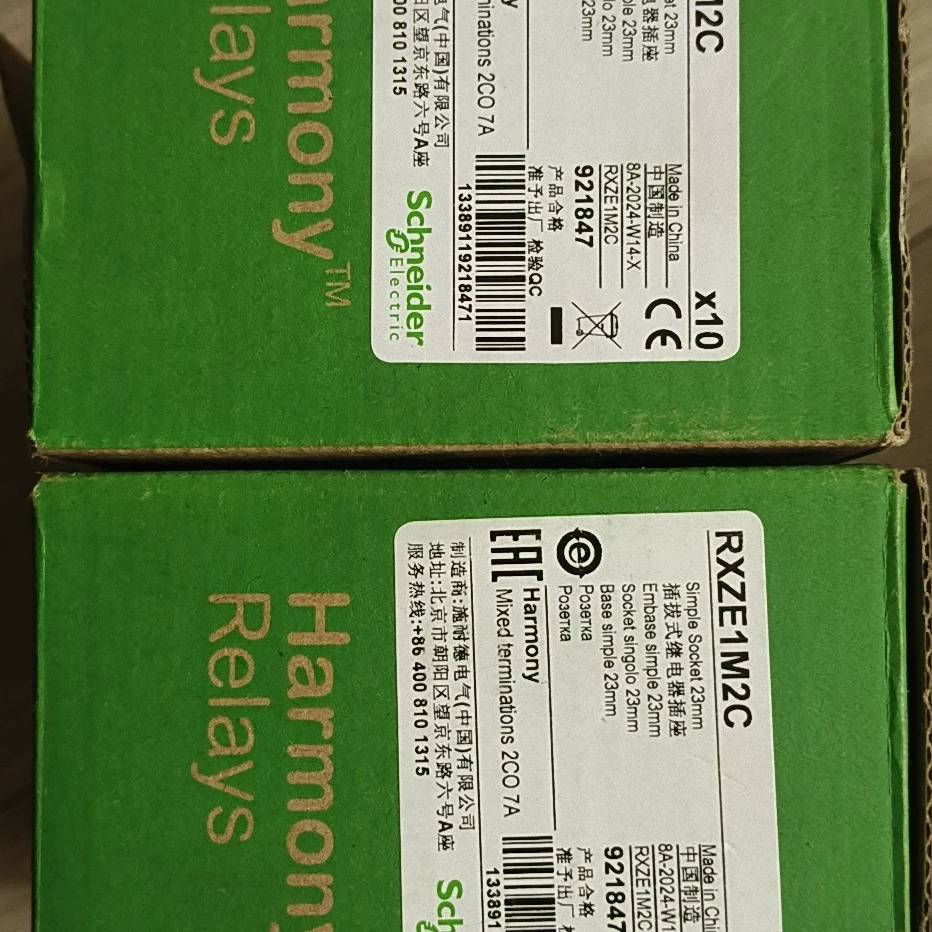 armony™
elays
12C
et 23mm
电器插座
ple 23mm
olo 23mm
23mm
y
ninations 2CO 7A
电气(中国)有限公司
阳区望京东路六号A座
00 810 1315
Made in China
中国制造
8A-2024-W14-X
RXZE1M2C
921847
产品合格
准予出厂 检验QC
13389119218471
Schneider
Electric
x10
CE
Harmony
Relays
RXZE1M2C
Simple Socket 23mm
插拔式继电器插座
Embase simple 23mm
Socket singolo 23mm
Base simple 23mm
Розетка
Розетка
EAC
Harmony
Mixed terminations 2CO 7A
制造商:施耐德电气(中国)有限公司
地址:北京市朝阳区望京东路六号A座
服务热线:+86 400 810 1315
Made in Chi
中国制造
8A-2024-W1
RXZE1M2C
921847
产品合格
准予出厂
133891
Sch